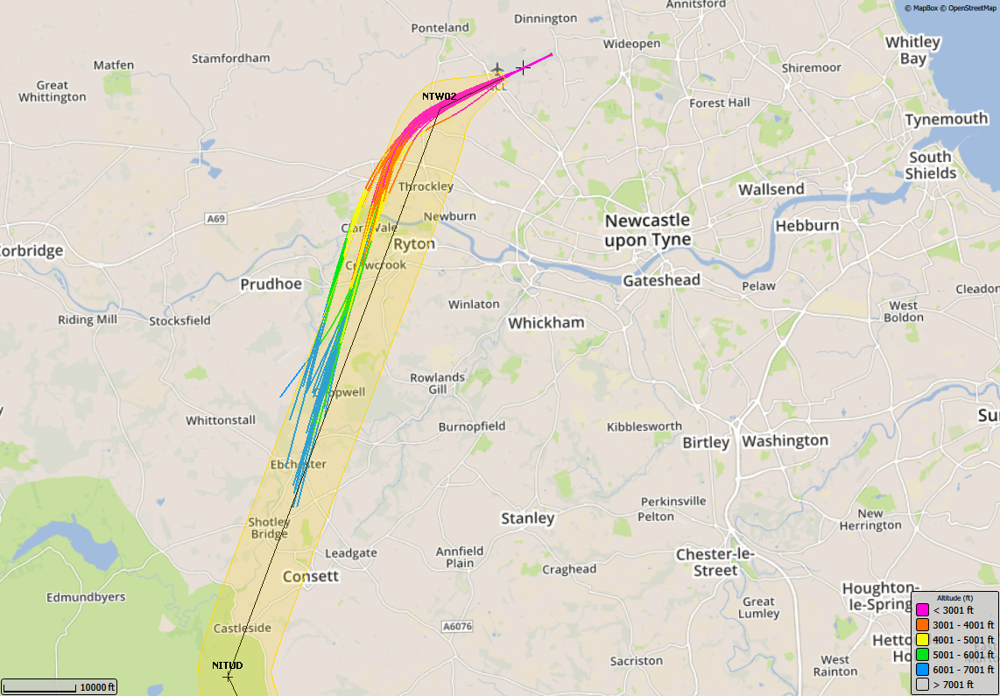 Annitsford
© MapBox © OpenStreetMap
Dinnington
Ponteland
Wideopen
Whitley
Bay
Stamfordham
Matfen
Shiremoor
Great
Whittington
NTW02
Forest Hall
Tynemouth
South
Shields
Throckley
Wallsend
A69
Newburn
Newcastle
upon Tyne
Hebburn
Ryton
Corbridge
Crawcrook
Prudhoe
Gateshead
Pelaw
Cleadon
Winlaton
West
Boldon
Riding Mill
Stocksfield
Whickham
Rowlands
Gill
Chopwell
Whittonstall
Burnopfield
Kibblesworth
Birtley
Washington
Ebchester
Perkinsville
Pelton
Stanley
New
Herrington
Shotley
Bridge
Leadgate
Annfield
Plain
Chester-le-
Street
Craghead
Consett
Houghton-
le-Spring
Edmundbyers
Great
Lumley
Castleside
A6076
NITUD
Sacriston
West
Rainton
10000 ft
Altitude (ft)
< 3001 ft
3001 - 4001 ft
4001 - 5001 ft
5001 - 6001 ft
6001 - 7001 ft
> 7001 ft